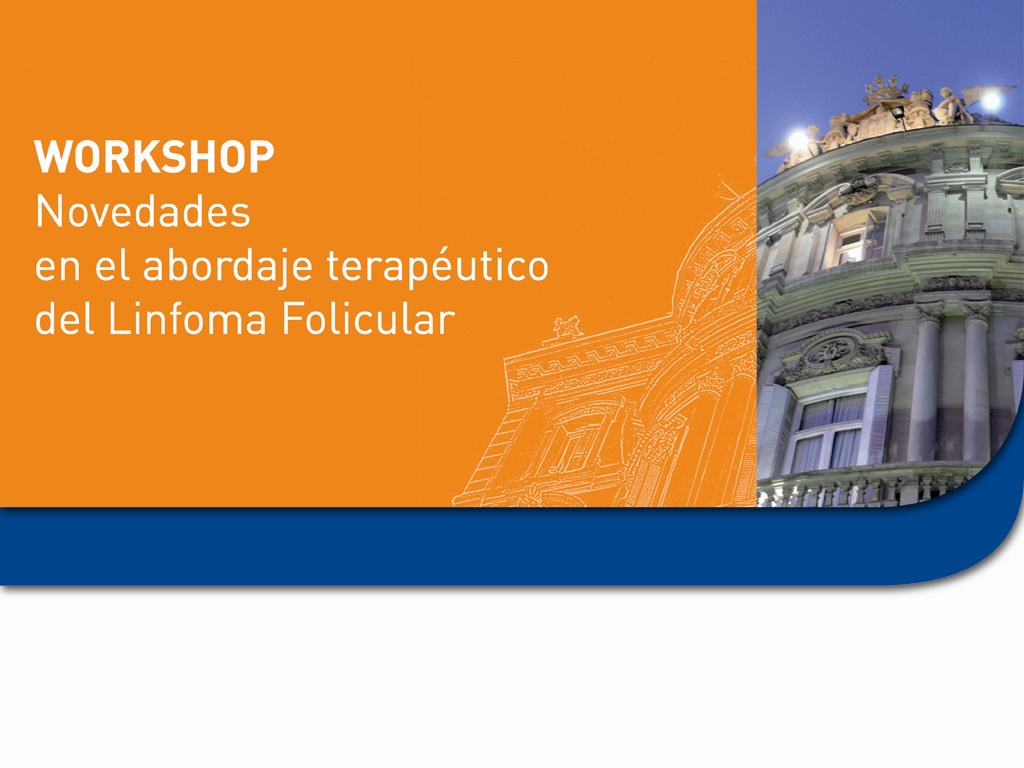 WORKSHOP
Novedades
en el abordaje terapéutico
del Linfoma Folicular